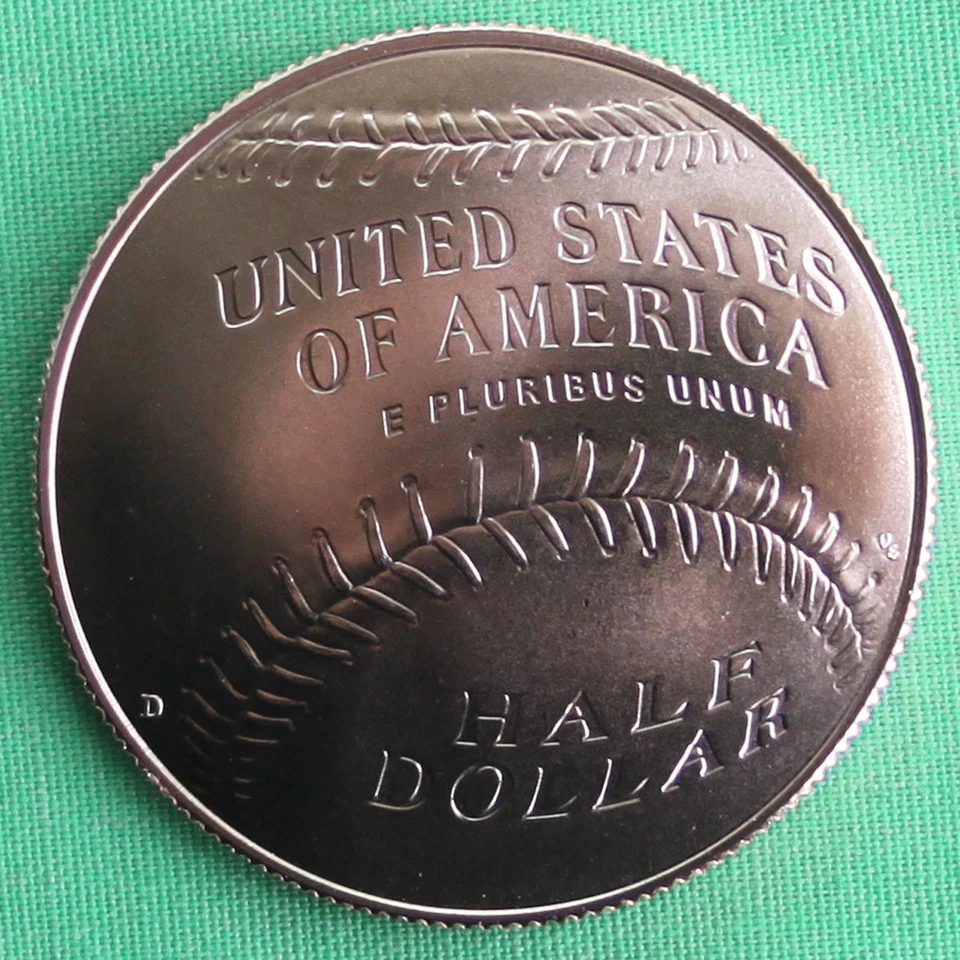 UNITED STATES
OF AMERICA
E PLURIBUS UNUM
D
HALF
DOLLAR